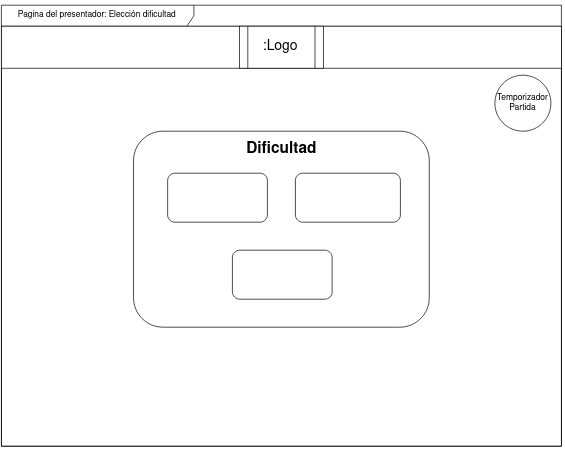 Pagina del presentador: Elección dificultad
:Logo
Temporizador
Partida
Dificultad